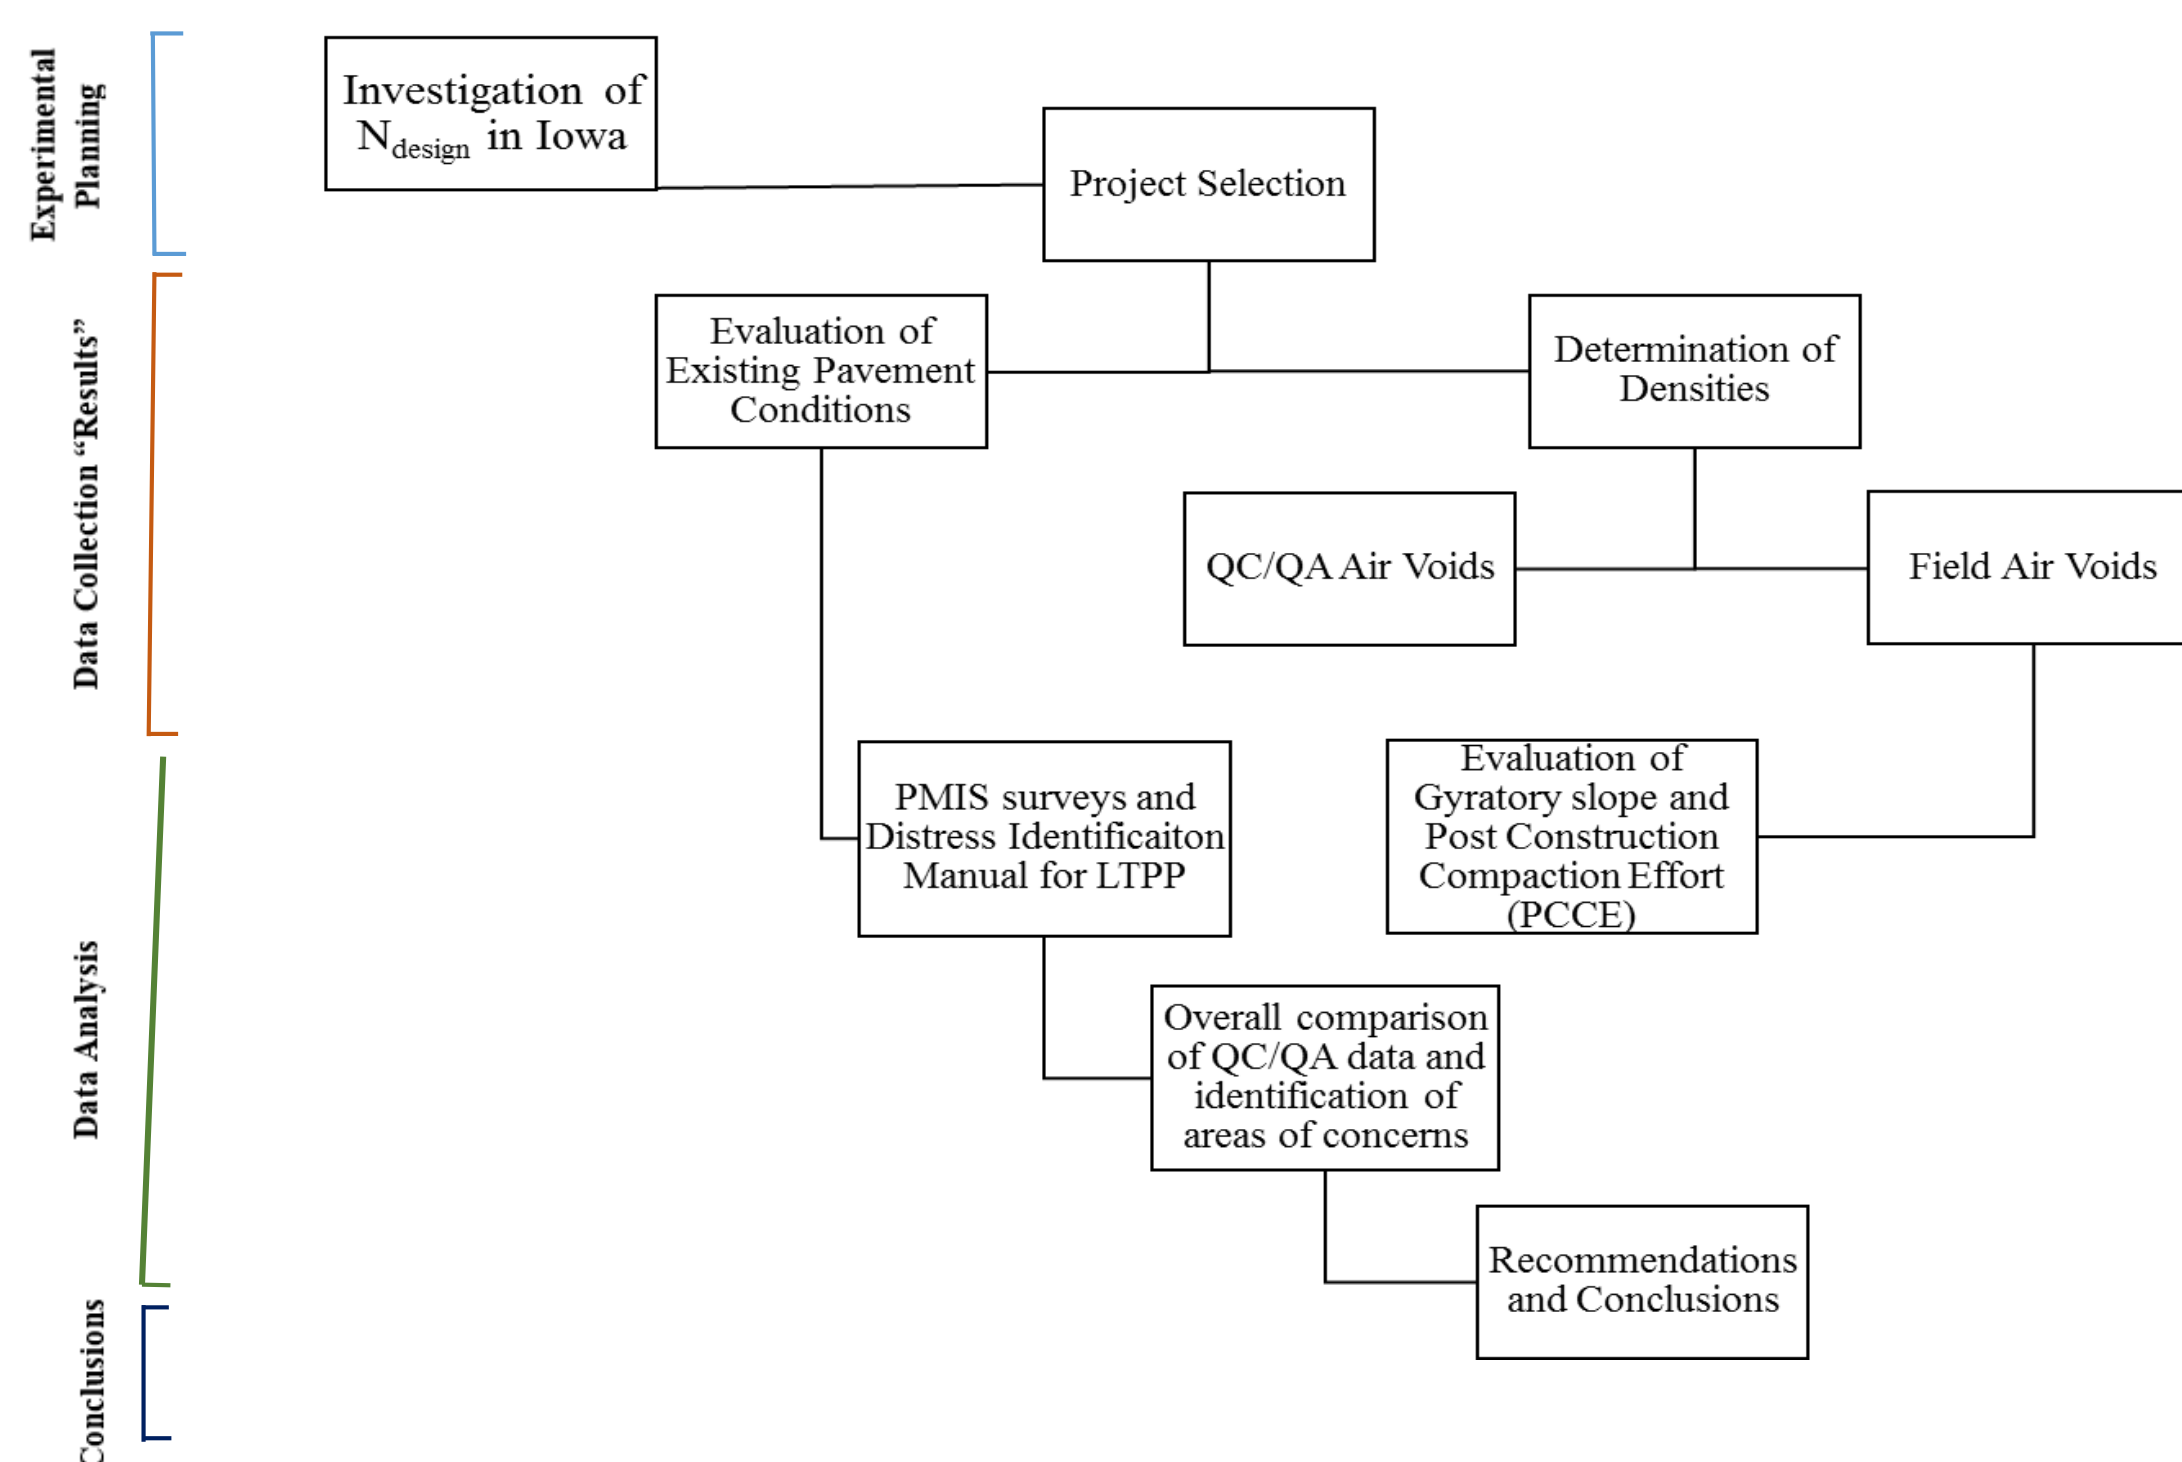 Experimental
Planning
Investigation of
Ndesign in Iowa
Project Selection
Data Collection “Results”
Evaluation of
Existing Pavement
Conditions
Determination of
Densities
QC/QA Air Voids
Field Air Voids
Data Analysis
PMIS surveys and
Distress Identificaiton
Manual for LTPP
Evaluation of
Gyratory slope and
Post Construction
Compaction Effort
(PCCE)
Overall comparison
of QC/QA data and
identification of
areas of concerns
Conclusions
Recommendations
and Conclusions